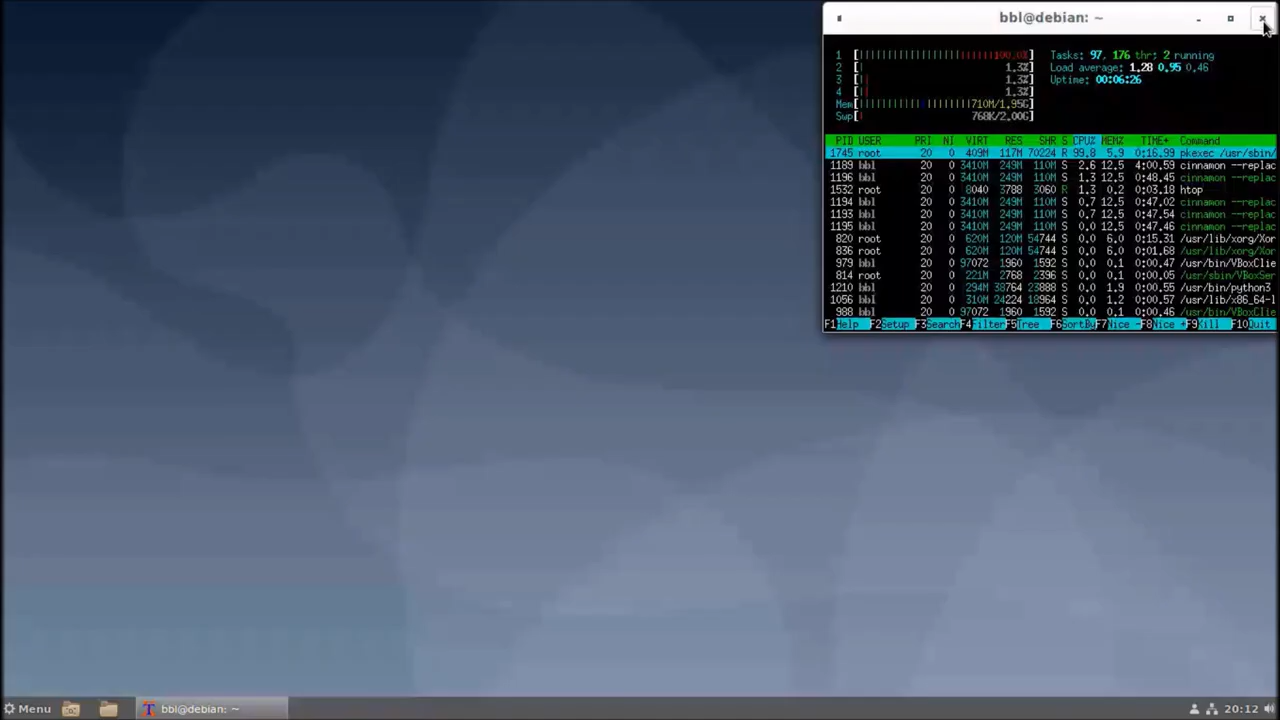 bbl@debian: ~
1 [||||||||||||||||||||||||||100.0%]
2 [| 1.3%]
3 [|| 1.3%]
4 [|| 1.3%]
Mem[||||||||||||||||||||||710M/1.95G]
Swp[| 768K/2.00G]
Tasks: 97, 176 thr; 2 running
Load average: 1.28 0.95 0.46
Uptime: 00:06:26
PID USER PRI NI VIRT RES SHR S CPU% MEM% TIME+ Command
1745 root 20 0 409M 117M 70224 R 99.8 5.9 0:16.99 pkexec /usr/sbin/
1189 bbl 20 0 3410M 249M 110M S 2.6 12.5 4:00.59 cinnamon --replac
1196 bbl 20 0 3410M 249M 110M S 1.3 12.5 0:48.45 cinnamon --replac
1532 root 20 0 8040 3788 3060 R 1.3 0.2 0:03.18 htop
1194 bbl 20 0 3410M 249M 110M S 0.7 12.5 0:47.02 cinnamon --replac
1193 bbl 20 0 3410M 249M 110M S 0.7 12.5 0:47.54 cinnamon --replac
1195 bbl 20 0 3410M 249M 110M S 0.7 12.5 0:47.46 cinnamon --replac
820 root 20 0 620M 120M 54744 S 0.0 6.0 0:15.31 /usr/lib/xorg/Xor
836 root 20 0 620M 120M 54744 S 0.0 6.0 0:01.68 /usr/lib/xorg/Xor
979 bbl 20 0 97072 1960 1592 S 0.0 0.1 0:00.47 /usr/bin/VBoxClie
814 root 20 0 221M 2768 2396 S 0.0 0.1 0:00.05 /usr/sbin/VBoxSer
1210 bbl 20 0 294M 38764 23888 S 0.0 1.9 0:00.55 /usr/bin/python3
1056 bbl 20 0 310M 24224 18964 S 0.0 1.2 0:00.57 /usr/lib/x86_64-l
988 bbl 20 0 97072 1960 1592 S 0.0 0.1 0:00.46 /usr/bin/VBoxClie
F1Help F2Setup F3SearchF4FilterF5Tree F6SortByF7Nice -F8Nice +F9Kill F10Quit
Menu
bbl@debian: ~
20:12